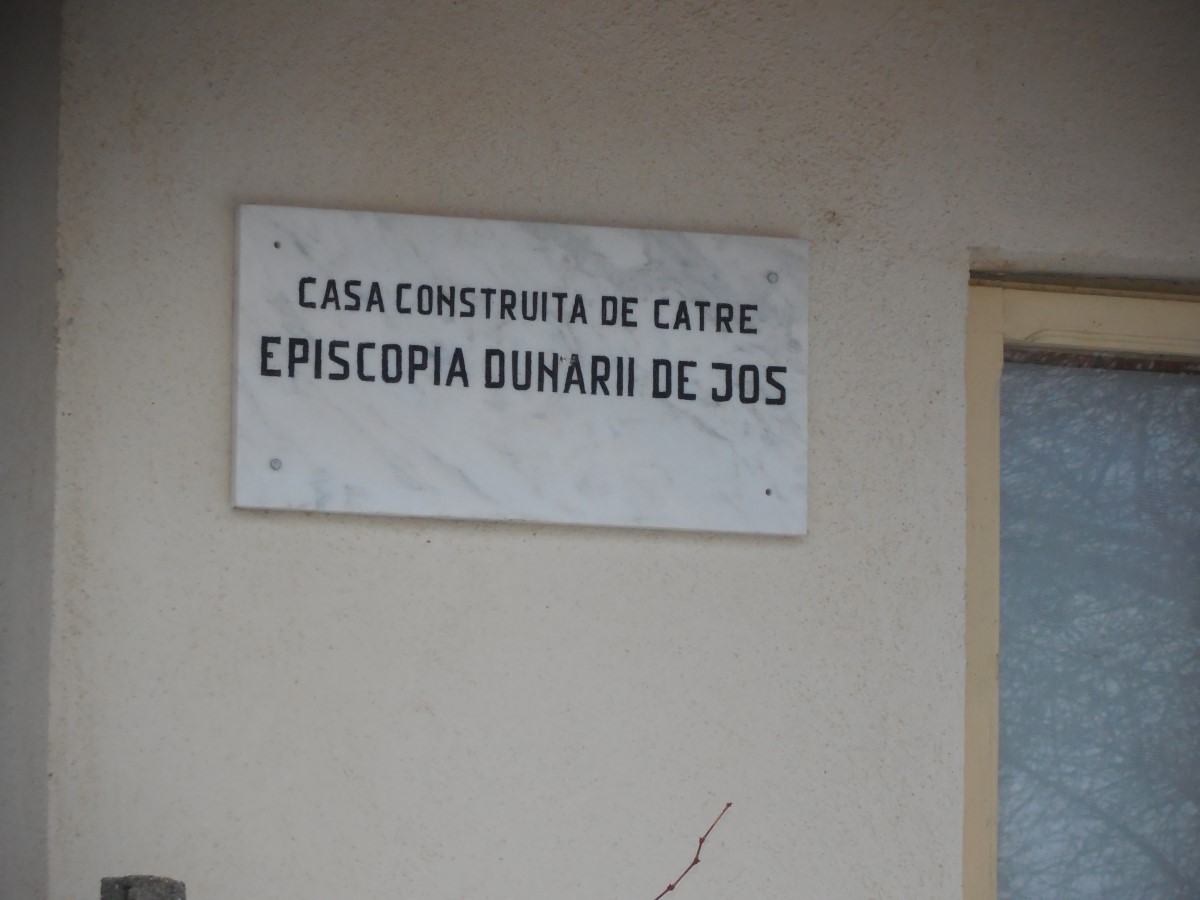 CASA CONSTRUITA DE CATRE
EPISCOPIA DUNARII DE JOS